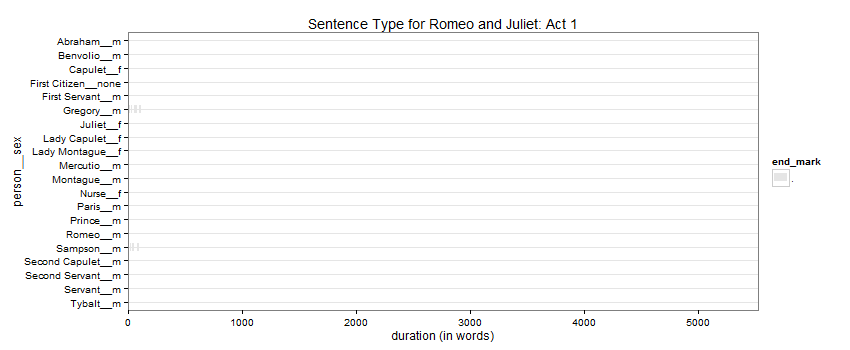 Sentence Type for Romeo and Juliet: Act 1
Abraham__m
Benvolio__m
Capulet__f
First Citizen__none
First Servant__m
Gregory__m
Juliet__f
Lady Capulet__f
Lady Montague__f
Mercutio__m
Montague__m
Nurse__f
Paris__m
Prince__m
Romeo__m
Sampson__m
Second Capulet__m
Second Servant__m
Servant__m
Tybalt__m
person__sex
0 1000 2000 3000 4000 5000
duration (in words)
end_mark
.